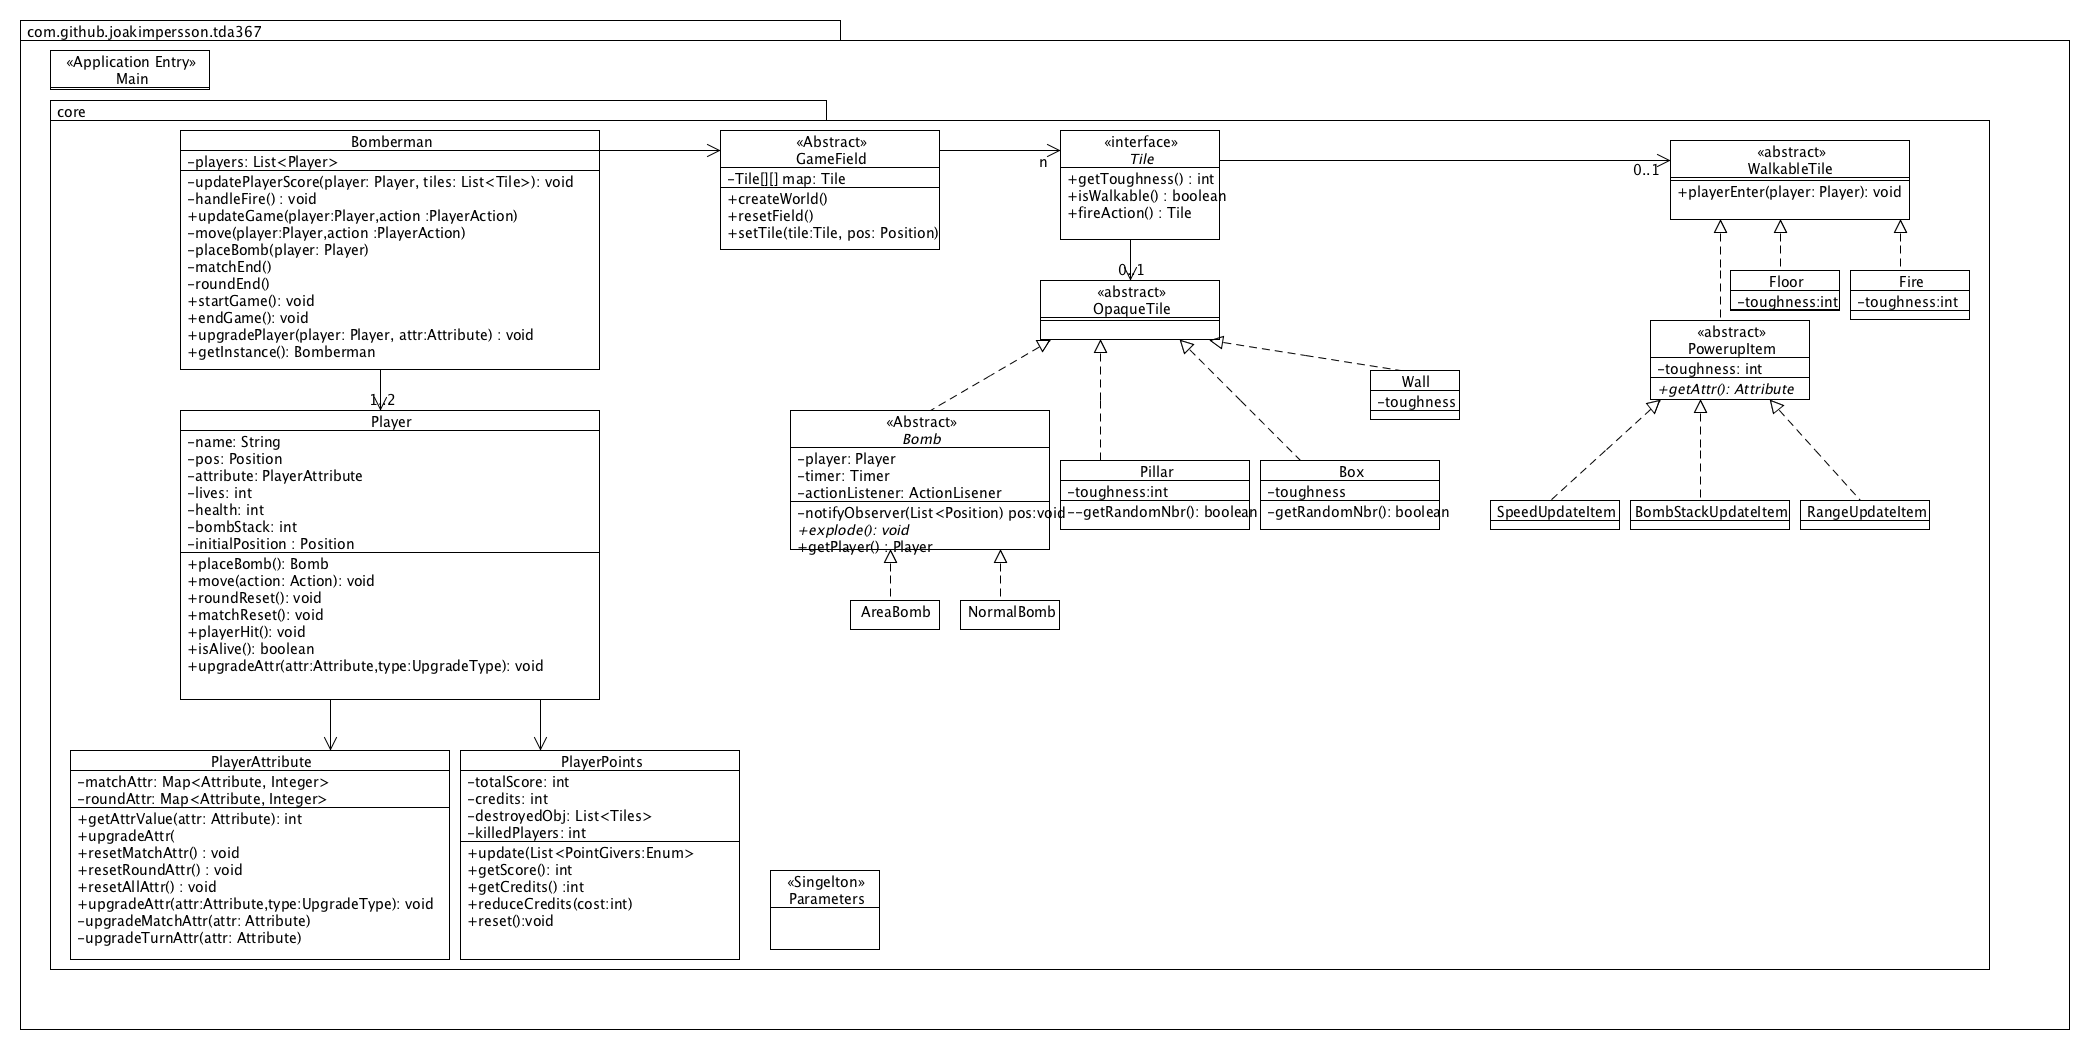 com.github.joakimpersson.tda367
«Application Entry»
Main
core
Bomberman
-players: List<Player>
-updatePlayerScore(player: Player, tiles: List<Tile>): void
-handleFire() : void
+updateGame(player:Player,action :PlayerAction)
-move(player:Player,action :PlayerAction)
-placeBomb(player: Player)
-matchEnd()
-roundEnd()
+startGame(): void
+endGame(): void
+upgradePlayer(player: Player, attr:Attribute) : void
+getInstance(): Bomberman
«Abstract»
GameField
-Tile[][] map: Tile
+createWorld()
+resetField()
+setTile(tile:Tile, pos: Position)
n
«interface»
Tile
+getToughness() : int
+isWalkable() : boolean
+fireAction() : Tile
0..1
«abstract»
WalkableTile
+playerEnter(player: Player): void
0..1
«abstract»
OpaqueTile
Floor
-toughness:int
Fire
-toughness:int
«abstract»
PowerupItem
-toughness: int
+getAttr(): Attribute
Wall
-toughness
1..2
Player
-name: String
-pos: Position
-attribute: PlayerAttribute
-lives: int
-health: int
-bombStack: int
-initialPosition : Position
+placeBomb(): Bomb
+move(action: Action): void
+roundReset(): void
+matchReset(): void
+playerHit(): void
+isAlive(): boolean
+upgradeAttr(attr:Attribute,type:UpgradeType): void
«Abstract»
Bomb
-player: Player
-timer: Timer
-actionListener: ActionLisener
-notifyObserver(List<Position) pos:void
+explode(): void
+getPlayer() : Player
Pillar
-toughness:int
--getRandomNbr(): boolean
Box
-toughness
-getRandomNbr(): boolean
SpeedUpdateItem
BombStackUpdateItem
RangeUpdateItem
AreaBomb
NormalBomb
PlayerAttribute
-matchAttr: Map<Attribute, Integer>
-roundAttr: Map<Attribute, Integer>
+getAttrValue(attr: Attribute): int
+upgradeAttr(
+resetMatchAttr() : void
+resetRoundAttr() : void
+resetAllAttr() : void
+upgradeAttr(attr:Attribute,type:UpgradeType): void
-upgradeMatchAttr(attr: Attribute)
-upgradeTurnAttr(attr: Attribute)
PlayerPoints
-totalScore: int
-credits: int
-destroyedObj: List<Tiles>
-killedPlayers: int
+update(List<PointGivers:Enum>
+getScore(): int
+getCredits() :int
+reduceCredits(cost:int)
+reset():void
«Singelton»
Parameters